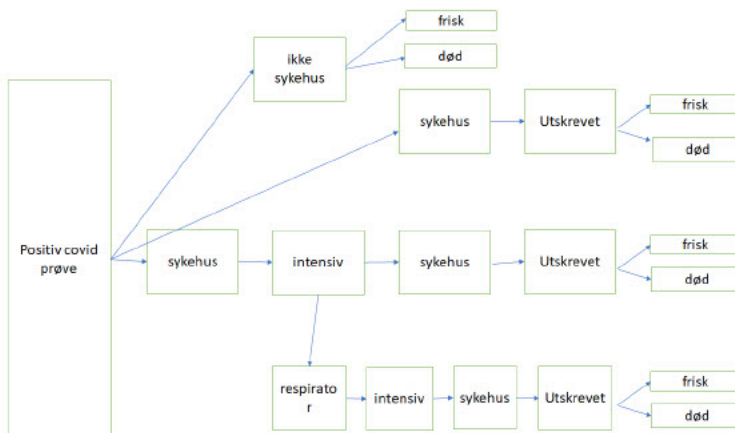 frisk
ikke
sykehus
død
sykehus
Utskrevet
frisk
død
Positiv covid
prøve
sykehus
intensiv
sykehus
Utskrevet
frisk
død
respirato
r
intensiv
sykehus
Utskrevet
frisk
død